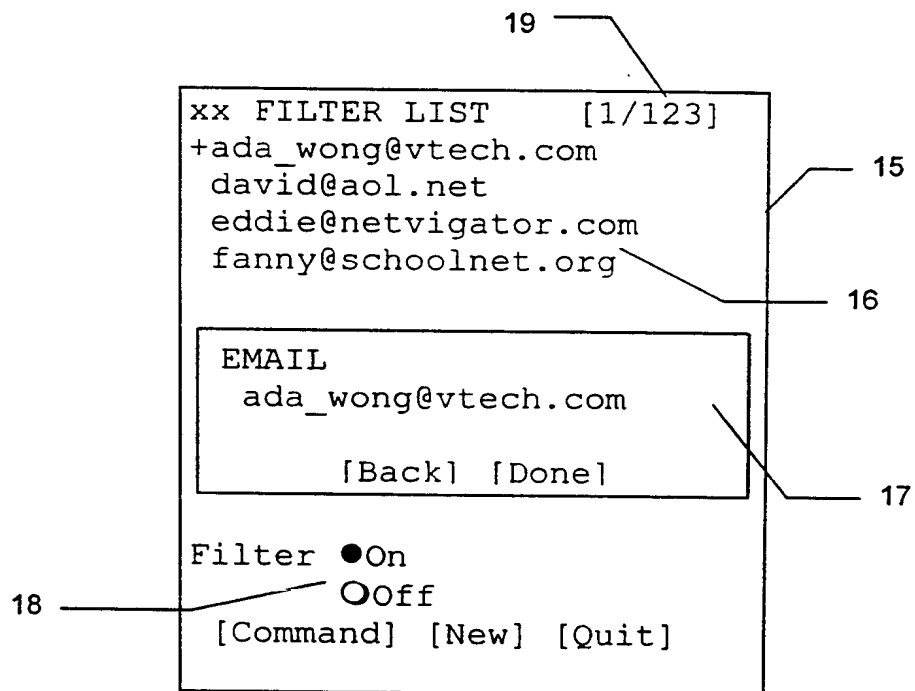 19
xx FILTER LIST [1/123]
+ada_wong@vtech.com
david@aol.net
eddie@netvigator.com
fanny@schoolnet.org
15
16
EMAIL
ada_wong@vtech.com
[Back] [Done]
17
Filter ●On
○Off
18
[Command] [New] [Quit]